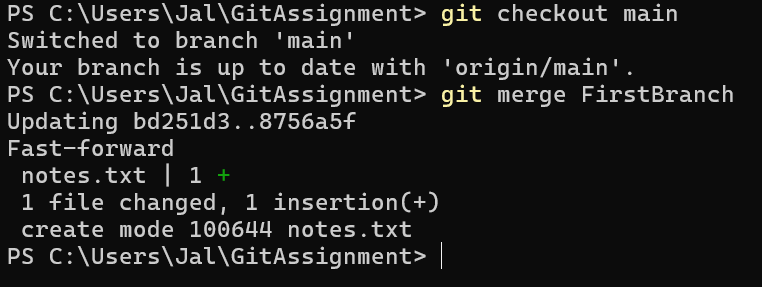 PS C:\Users\Jal\GitAssignment> git checkout main
Switched to branch 'main'
Your branch is up to date with 'origin/main'.
PS C:\Users\Jal\GitAssignment> git merge FirstBranch
Updating bd251d3..8756a5f
Fast-forward
 notes.txt | 1 +
 1 file changed, 1 insertion(+)
 create mode 100644 notes.txt
PS C:\Users\Jal\GitAssignment>